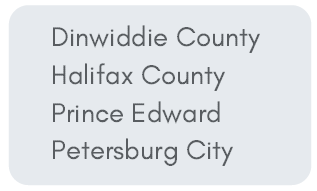 Dinwiddie County
Halifax County
Prince Edward
Petersburg City